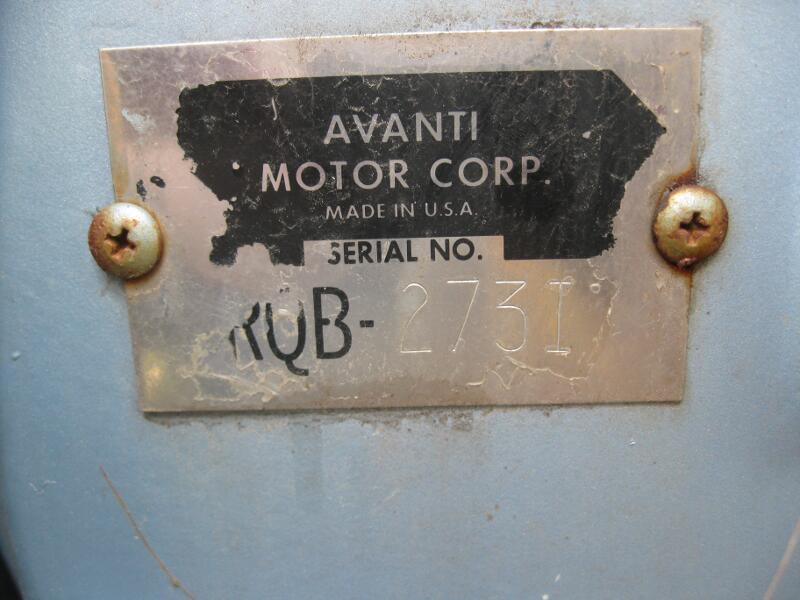 AVANTI
MOTOR CORP.
MADE IN U.S.A.
SERIAL NO.
RQB-2731